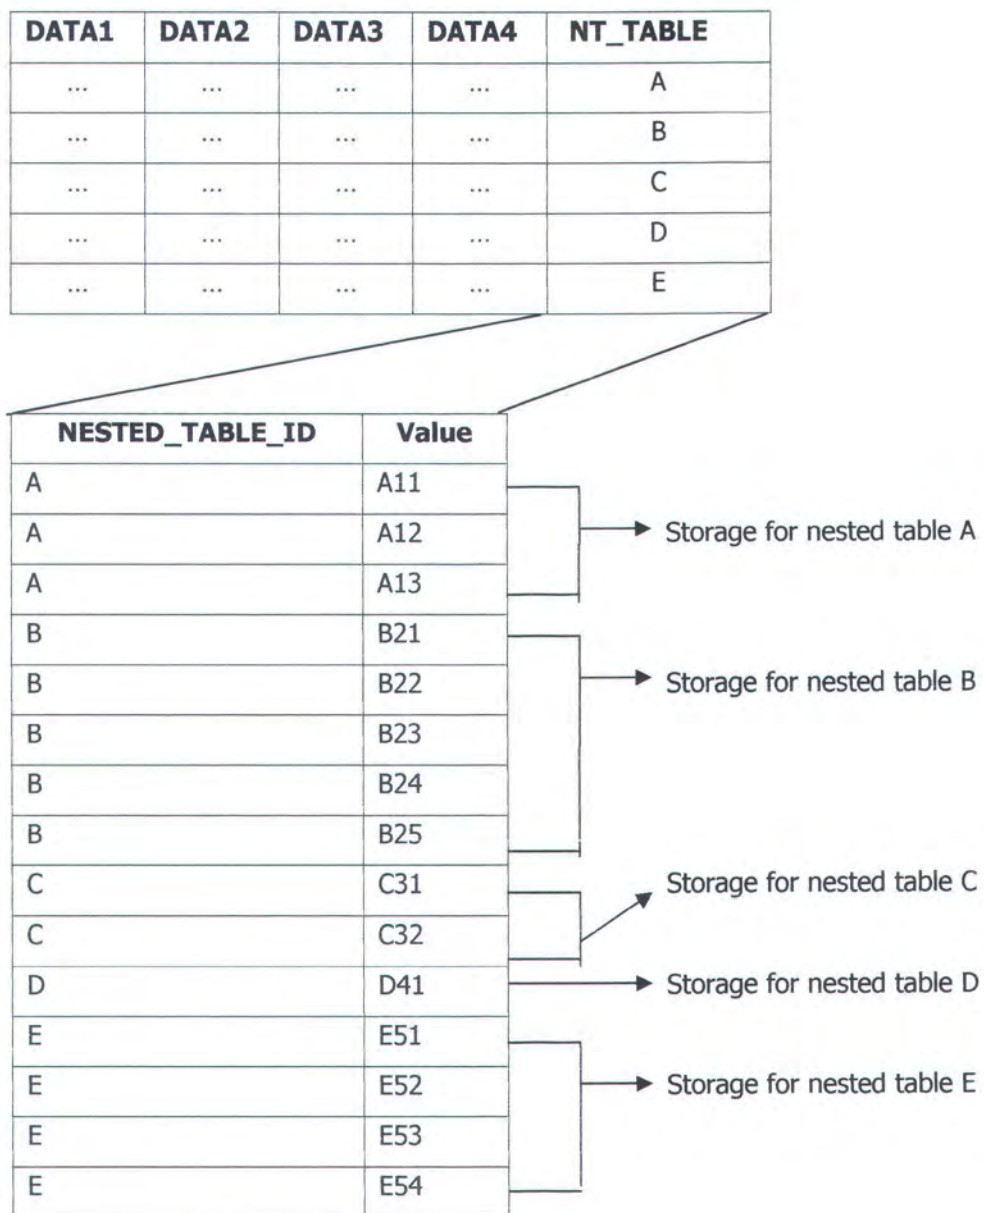 DATA1 DATA2 DATA3 DATA4 NT_TABLE
... ... ... ... A
... ... ... ... B
... ... ... ... C
... ... ... ... D
... ... ... ... E
NESTED_TABLE_ID Value
A A11
A A12 Storage for nested table A
A A13
B B21
B B22 Storage for nested table B
B B23
B B24
B B25
C C31 Storage for nested table C
C C32
D D41 Storage for nested table D
E E51
E E52 Storage for nested table E
E E53
E E54